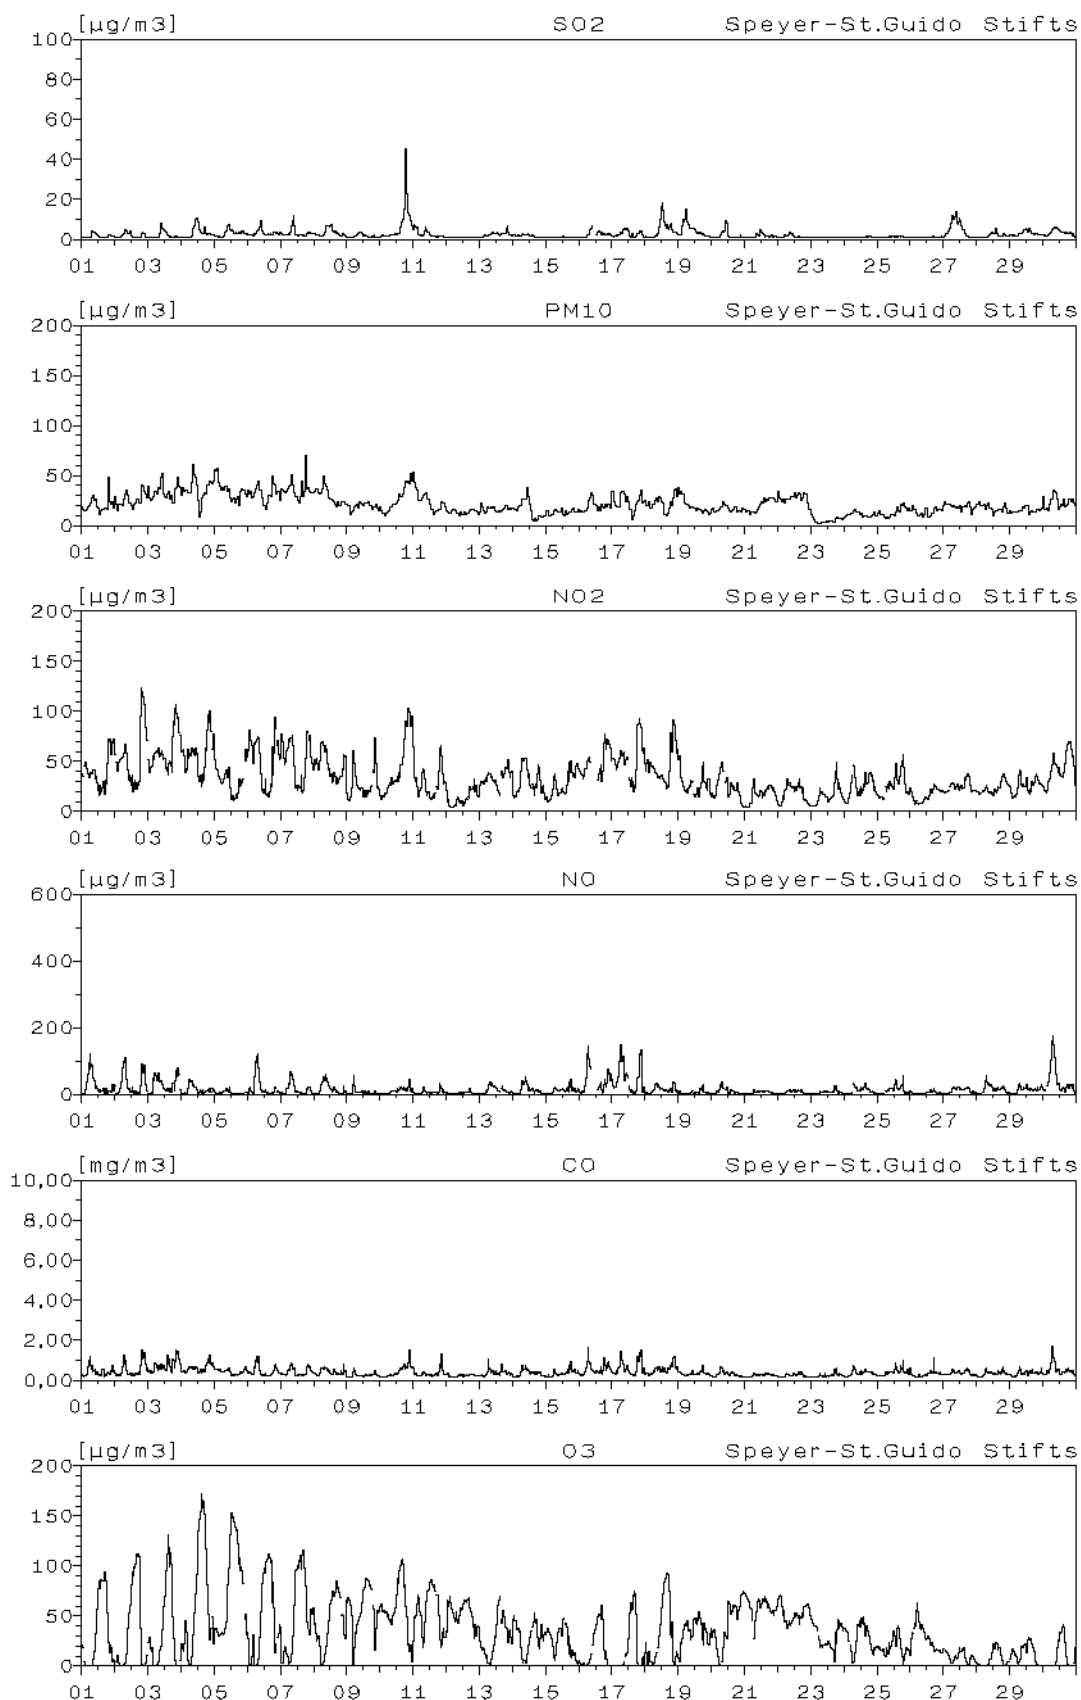 [µg/m3] SO2 Speyer-St.Guido Stifts
100
80
60
40
20
0
01 03 05 07 09 11 13 15 17 19 21 23 25 27 29
[µg/m3] PM10 Speyer-St.Guido Stifts
200
150
100
50
0
01 03 05 07 09 11 13 15 17 19 21 23 25 27 29
[µg/m3] NO2 Speyer-St.Guido Stifts
200
150
100
50
0
01 03 05 07 09 11 13 15 17 19 21 23 25 27 29
[µg/m3] NO Speyer-St.Guido Stifts
600
400
200
0
01 03 05 07 09 11 13 15 17 19 21 23 25 27 29
[mg/m3] CO Speyer-St.Guido Stifts
10,00
8,00
6,00
4,00
2,00
0,00
01 03 05 07 09 11 13 15 17 19 21 23 25 27 29
[µg/m3] O3 Speyer-St.Guido Stifts
200
150
100
50
0
01 03 05 07 09 11 13 15 17 19 21 23 25 27 29